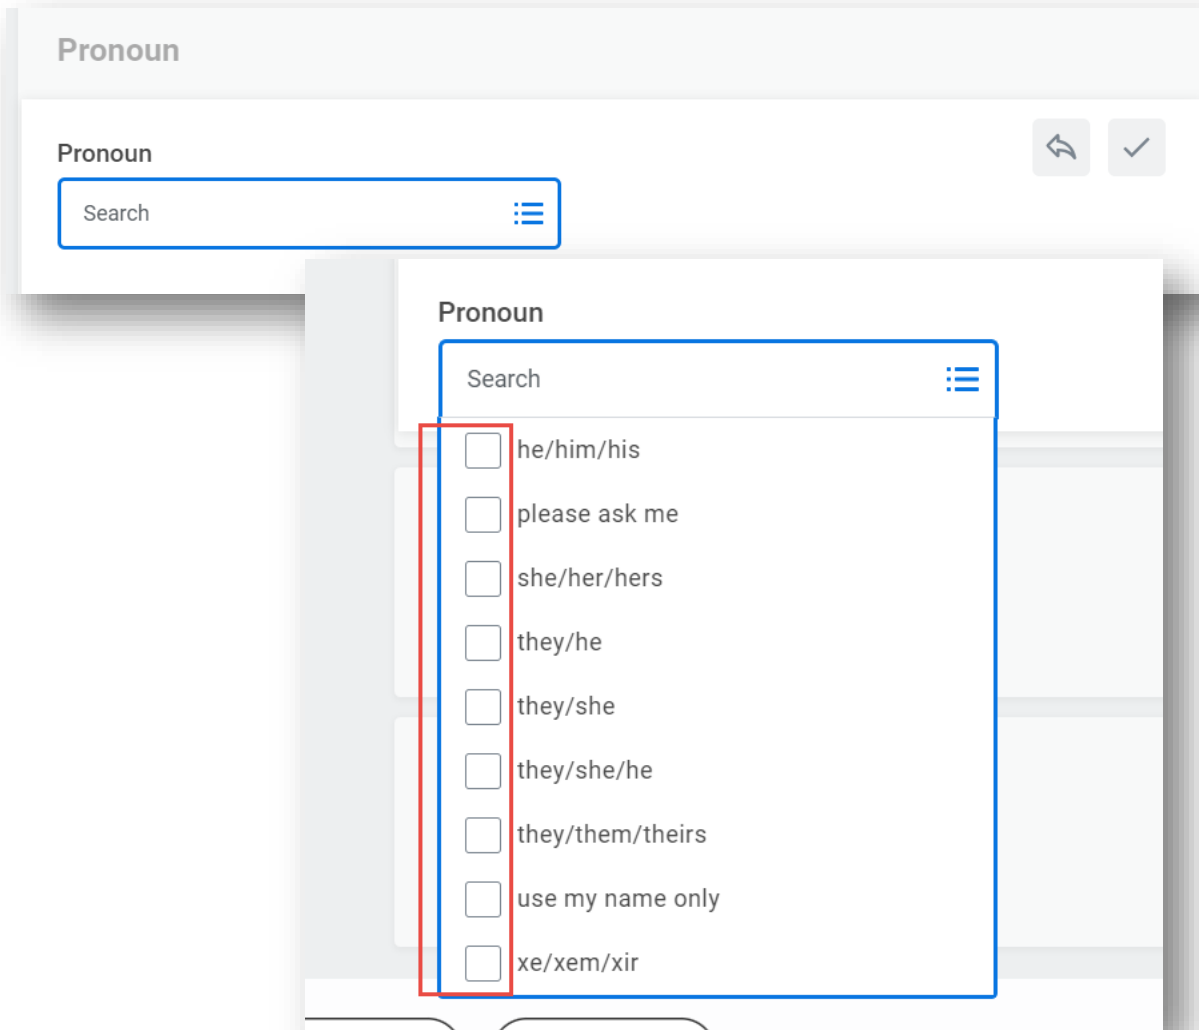 Pronoun
Pronoun
Search
Pronoun
Search
he/him/his
please ask me
she/her/hers
they/he
they/she
they/she/he
they/them/theirs
use my name only
xe/xem/xir